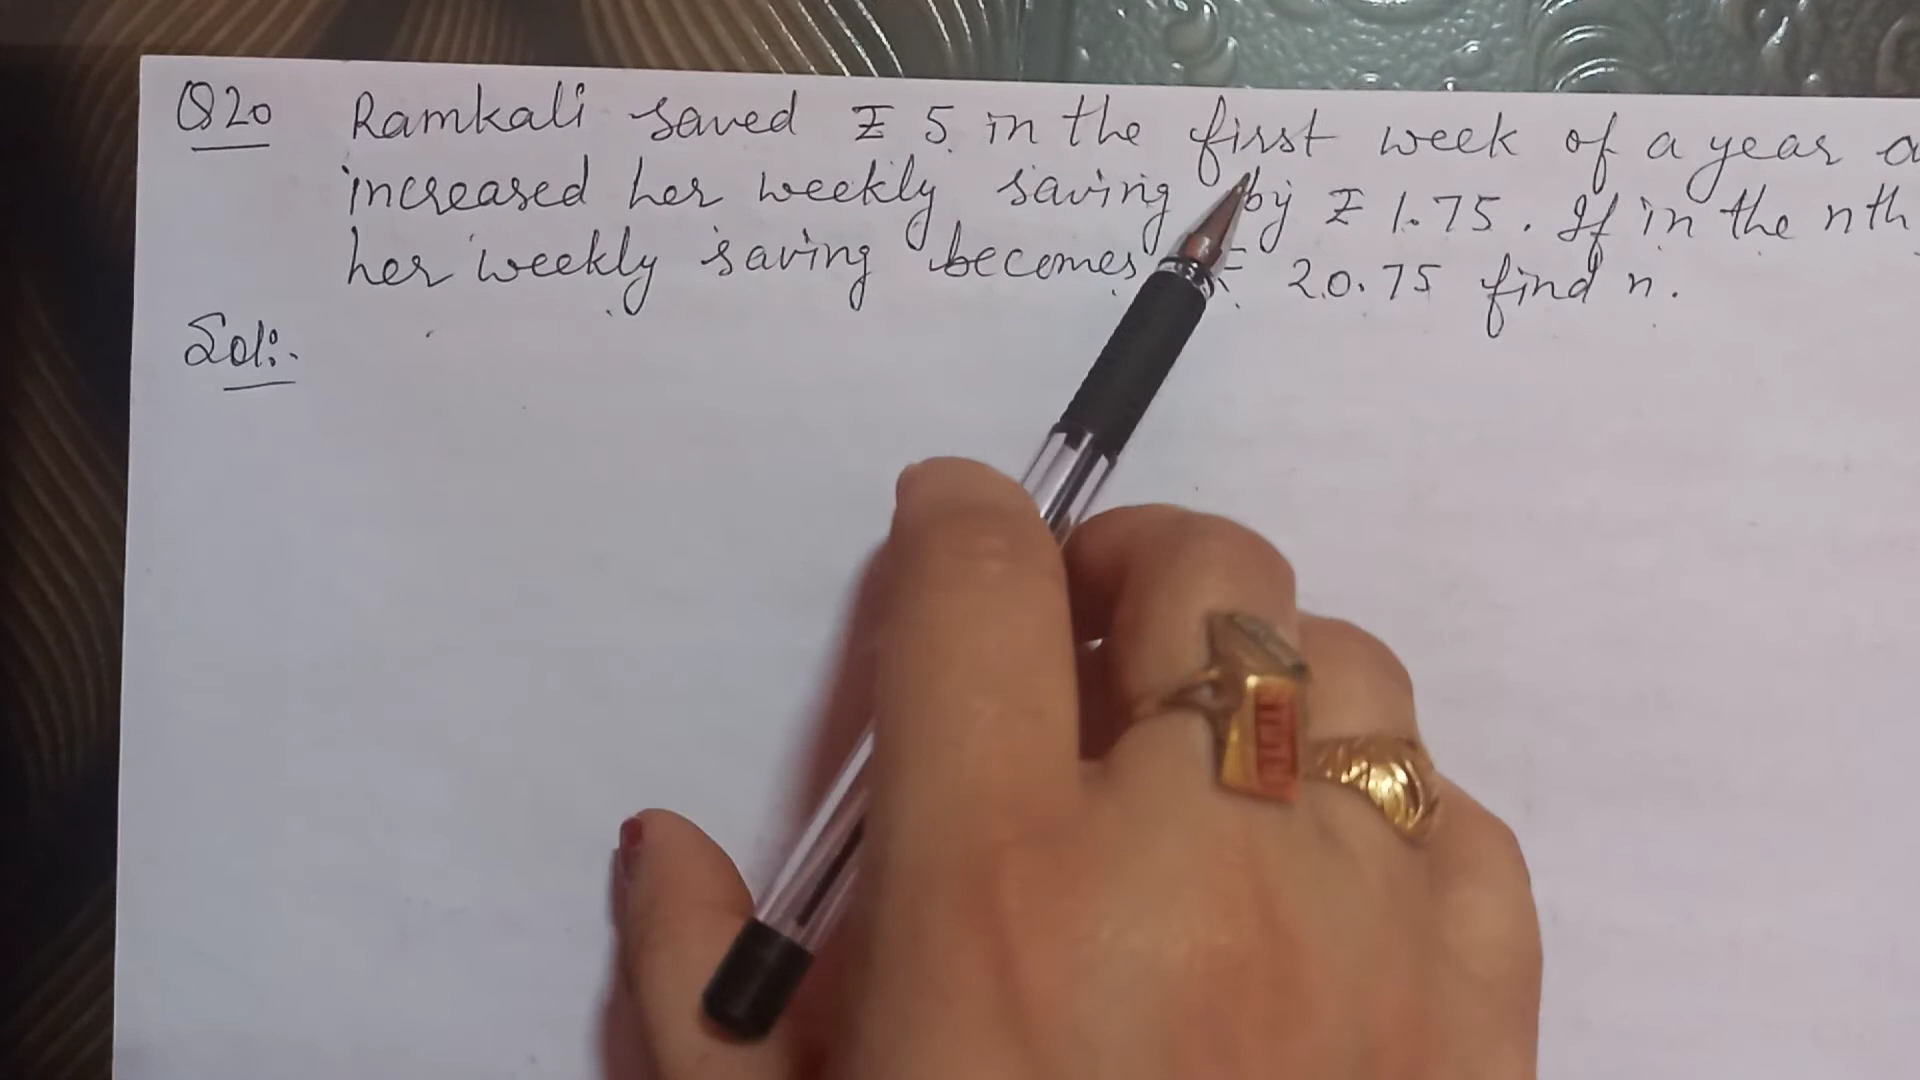 Q20 Ramkali saved ₹ 5 in the first week of a year
increased her weekly saving by ₹ 1.75. If in the nth
her weekly saving becomes ₹ 20.75 find n.
Sol:-